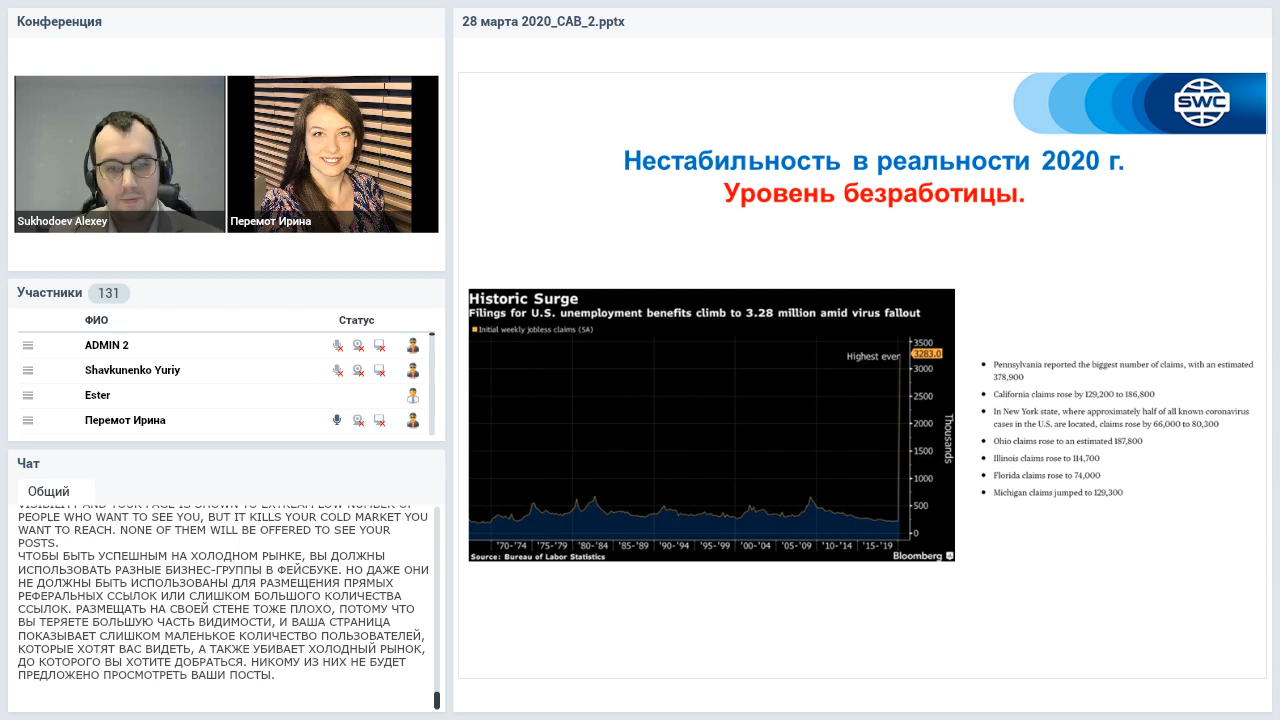 Конференция
Sukhodoev Alexey
Перемот Ирина
Участники 131
ФИО Статус
ADMIN 2
Shavkunenko Yuriy
Ester
Перемот Ирина
Чат
Общий
VISIBILITY AND YOUR PAGE IS SHOWN TO EXTREAM LOW NUMBER OF
PEOPLE WHO WANT TO SEE YOU, BUT IT KILLS YOUR COLD MARKET YOU
WANT TO REACH. NONE OF THEM WILL BE OFFERED TO SEE YOUR
POSTS.
ЧТОБЫ БЫТЬ УСПЕШНЫМ НА ХОЛОДНОМ РЫНКЕ, ВЫ ДОЛЖНЫ
ИСПОЛЬЗОВАТЬ РАЗНЫЕ БИЗНЕС-ГРУППЫ В ФЕЙСБУКЕ. НО ДАЖЕ ОНИ
НЕ ДОЛЖНЫ БЫТЬ ИСПОЛЬЗОВАНЫ ДЛЯ РАЗМЕЩЕНИЯ ПРЯМЫХ
РЕФЕРАЛЬНЫХ ССЫЛОК ИЛИ СЛИШКОМ БОЛЬШОГО КОЛИЧЕСТВА
ССЫЛОК. РАЗМЕЩАТЬ НА СВОЕЙ СТЕНЕ ТОЖЕ ПЛОХО, ПОТОМУ ЧТО
ВЫ ТЕРЯЕТЕ БОЛЬШУЮ ЧАСТЬ ВИДИМОСТИ, И ВАША СТРАНИЦА
ПОКАЗЫВАЕТ СЛИШКОМ МАЛЕНЬКОЕ КОЛИЧЕСТВО ПОЛЬЗОВАТЕЛЕЙ,
КОТОРЫЕ ХОТЯТ ВАС ВИДЕТЬ, А ТАКЖЕ УБИВАЕТ ХОЛОДНЫЙ РЫНОК,
ДО КОТОРОГО ВЫ ХОТИТЕ ДОБРАТЬСЯ. НИКОМУ ИЗ НИХ НЕ БУДЕТ
ПРЕДЛОЖЕНО ПРОСМОТРЕТЬ ВАШИ ПОСТЫ.
28 марта 2020_CAB_2.pptx
SWC
Нестабильность в реальности 2020 г.
Уровень безработицы.
Historic Surge
Filings for U.S. unemployment benefits climb to 3.28 million amid virus fallout
Initial weekly jobless claims (SA)
Highest ever
3500
3283.0
3000
2500
2000
1500
1000
500
0
Thousands
'70-'74 '75-'79 '80-'84 '85-'89 '90-'94 '95-'99 '00-'04 '05-'09 '10-'14 '15-'19
Source: Bureau of Labor Statistics
Bloomberg
• Pennsylvania reported the biggest number of claims, with an estimated
378,900
• California claims rose by 129,200 to 186,800
• In New York state, where approximately half of all known coronavirus
cases in the U.S. are located, claims rose by 66,000 to 80,300
• Ohio claims rose to an estimated 187,800
• Illinois claims rose to 114,700
• Florida claims rose to 74,000
• Michigan claims jumped to 129,300